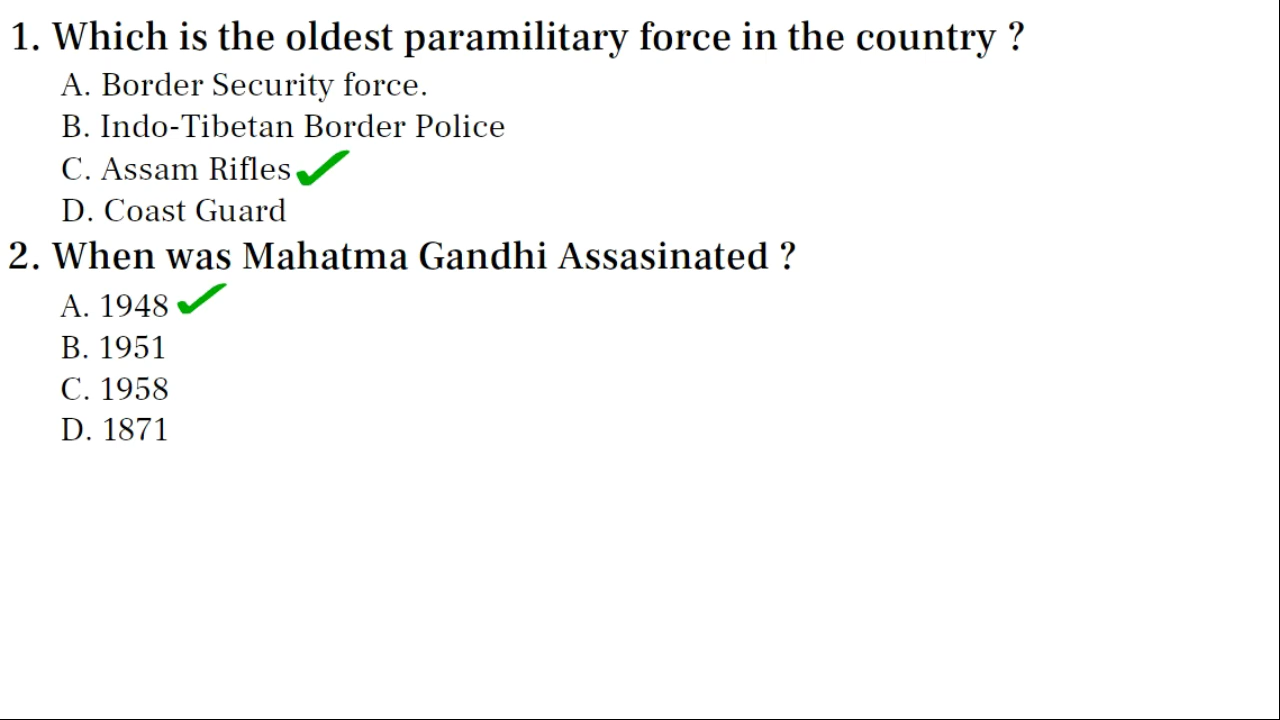 1. Which is the oldest paramilitary force in the country ?
A. Border Security force.
B. Indo-Tibetan Border Police
C. Assam Rifles
D. Coast Guard
2. When was Mahatma Gandhi Assasinated ?
A. 1948
B. 1951
C. 1958
D. 1871